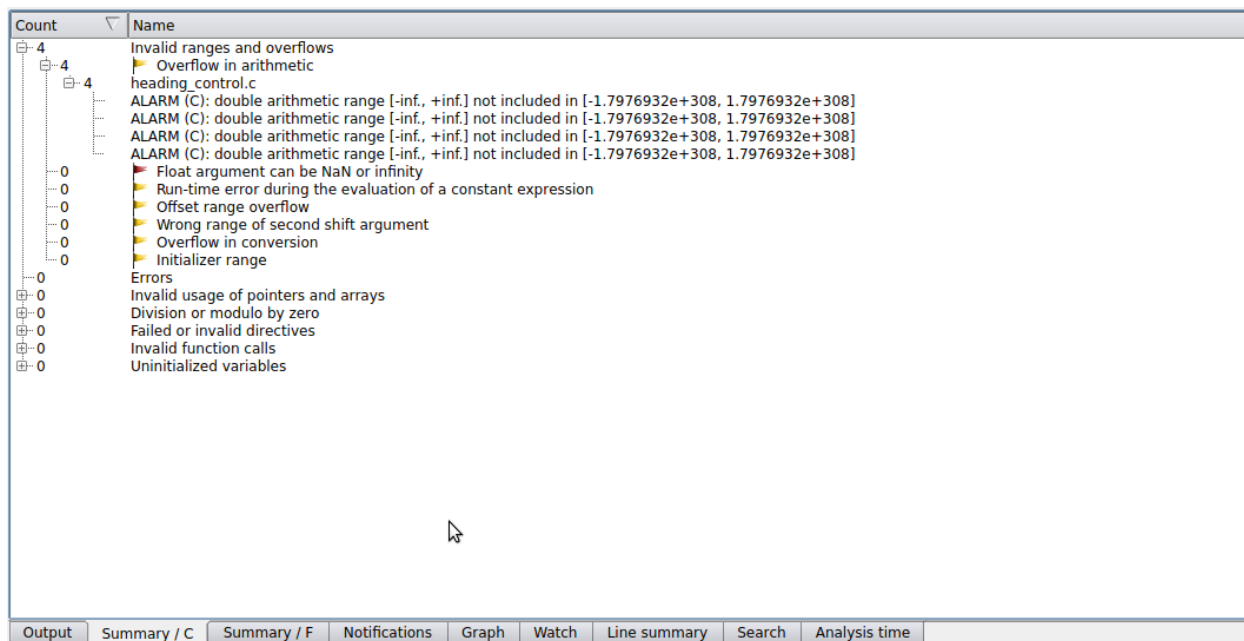 Count Name
4 Invalid ranges and overflows
4 Overflow in arithmetic
4 heading_control.c
ALARM (C): double arithmetic range [-inf., +inf.] not included in [-1.7976932e+308, 1.7976932e+308]
ALARM (C): double arithmetic range [-inf., +inf.] not included in [-1.7976932e+308, 1.7976932e+308]
ALARM (C): double arithmetic range [-inf., +inf.] not included in [-1.7976932e+308, 1.7976932e+308]
ALARM (C): double arithmetic range [-inf., +inf.] not included in [-1.7976932e+308, 1.7976932e+308]
0 Float argument can be NaN or infinity
0 Run-time error during the evaluation of a constant expression
0 Offset range overflow
0 Wrong range of second shift argument
0 Overflow in conversion
0 Initializer range
0 Errors
0 Invalid usage of pointers and arrays
0 Division or modulo by zero
0 Failed or invalid directives
0 Invalid function calls
0 Uninitialized variables
Output Summary / C Summary / F Notifications Graph Watch Line summary Search Analysis time